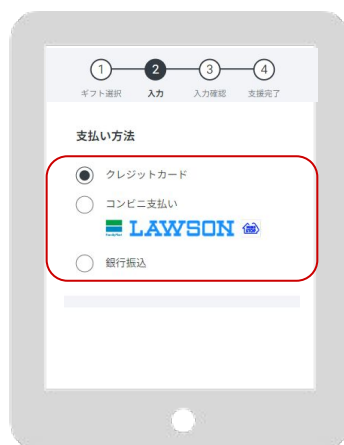 1 2 3 4
ギフト選択 入力 入力確認 支援完了
支払い方法
クレジットカード
コンビニ支払い
FamilyMart LAWSON
銀行振込